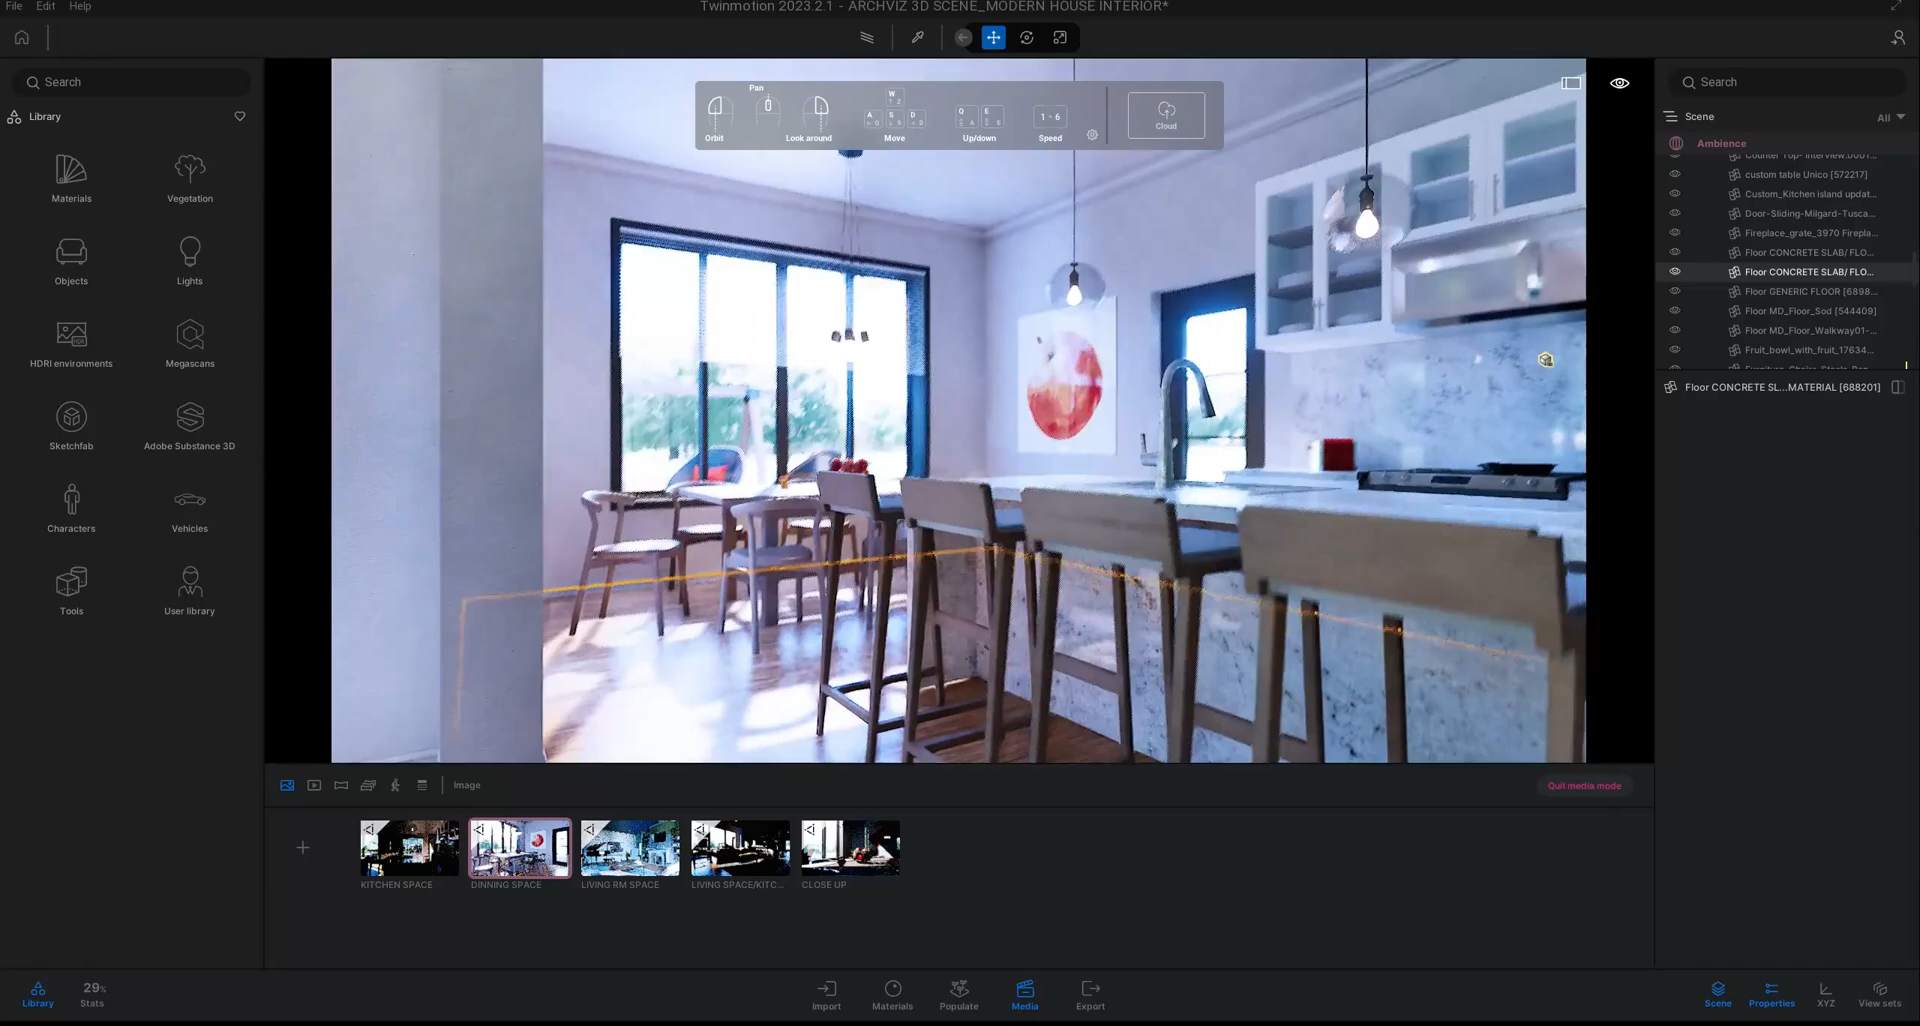 File Edit Help
Twinmotion 2023.2.1 - ARCHVIZ 3D SCENE_MODERN HOUSE INTERIOR*
Search
Library
Materials
Vegetation
Objects
Lights
HDR
HDRI environments
Megascans
Sketchfab
Adobe Substance 3D
Characters
Vehicles
Tools
User library
Orbit
Pan
Look around
W
A S D
Move
Q E
Up/down
1 - 6
Speed
Cloud
Search
Scene
All
Ambience
Counter Top- Interview.0001...
custom table Unico [572217]
Custom_Kitchen island updat...
Door-Sliding-Milgard-Tusca...
Fireplace_grate_3970 Firepla...
Floor CONCRETE SLAB/ FLO...
Floor CONCRETE SLAB/ FLO...
Floor GENERIC FLOOR [6898...
Floor MD_Floor_Sod [544409]
Floor MD_Floor_Walkway01-...
Fruit_bowl_with_fruit_17634...
Floor CONCRETE SL...MATERIAL [688201]
Image
Quit media mode
KITCHEN SPACE
DINNING SPACE
LIVING RM SPACE
LIVING SPACE/KITC...
CLOSE UP
Library
29%
Stats
Import
Materials
Populate
Media
Export
Scene
Properties
XYZ
View sets